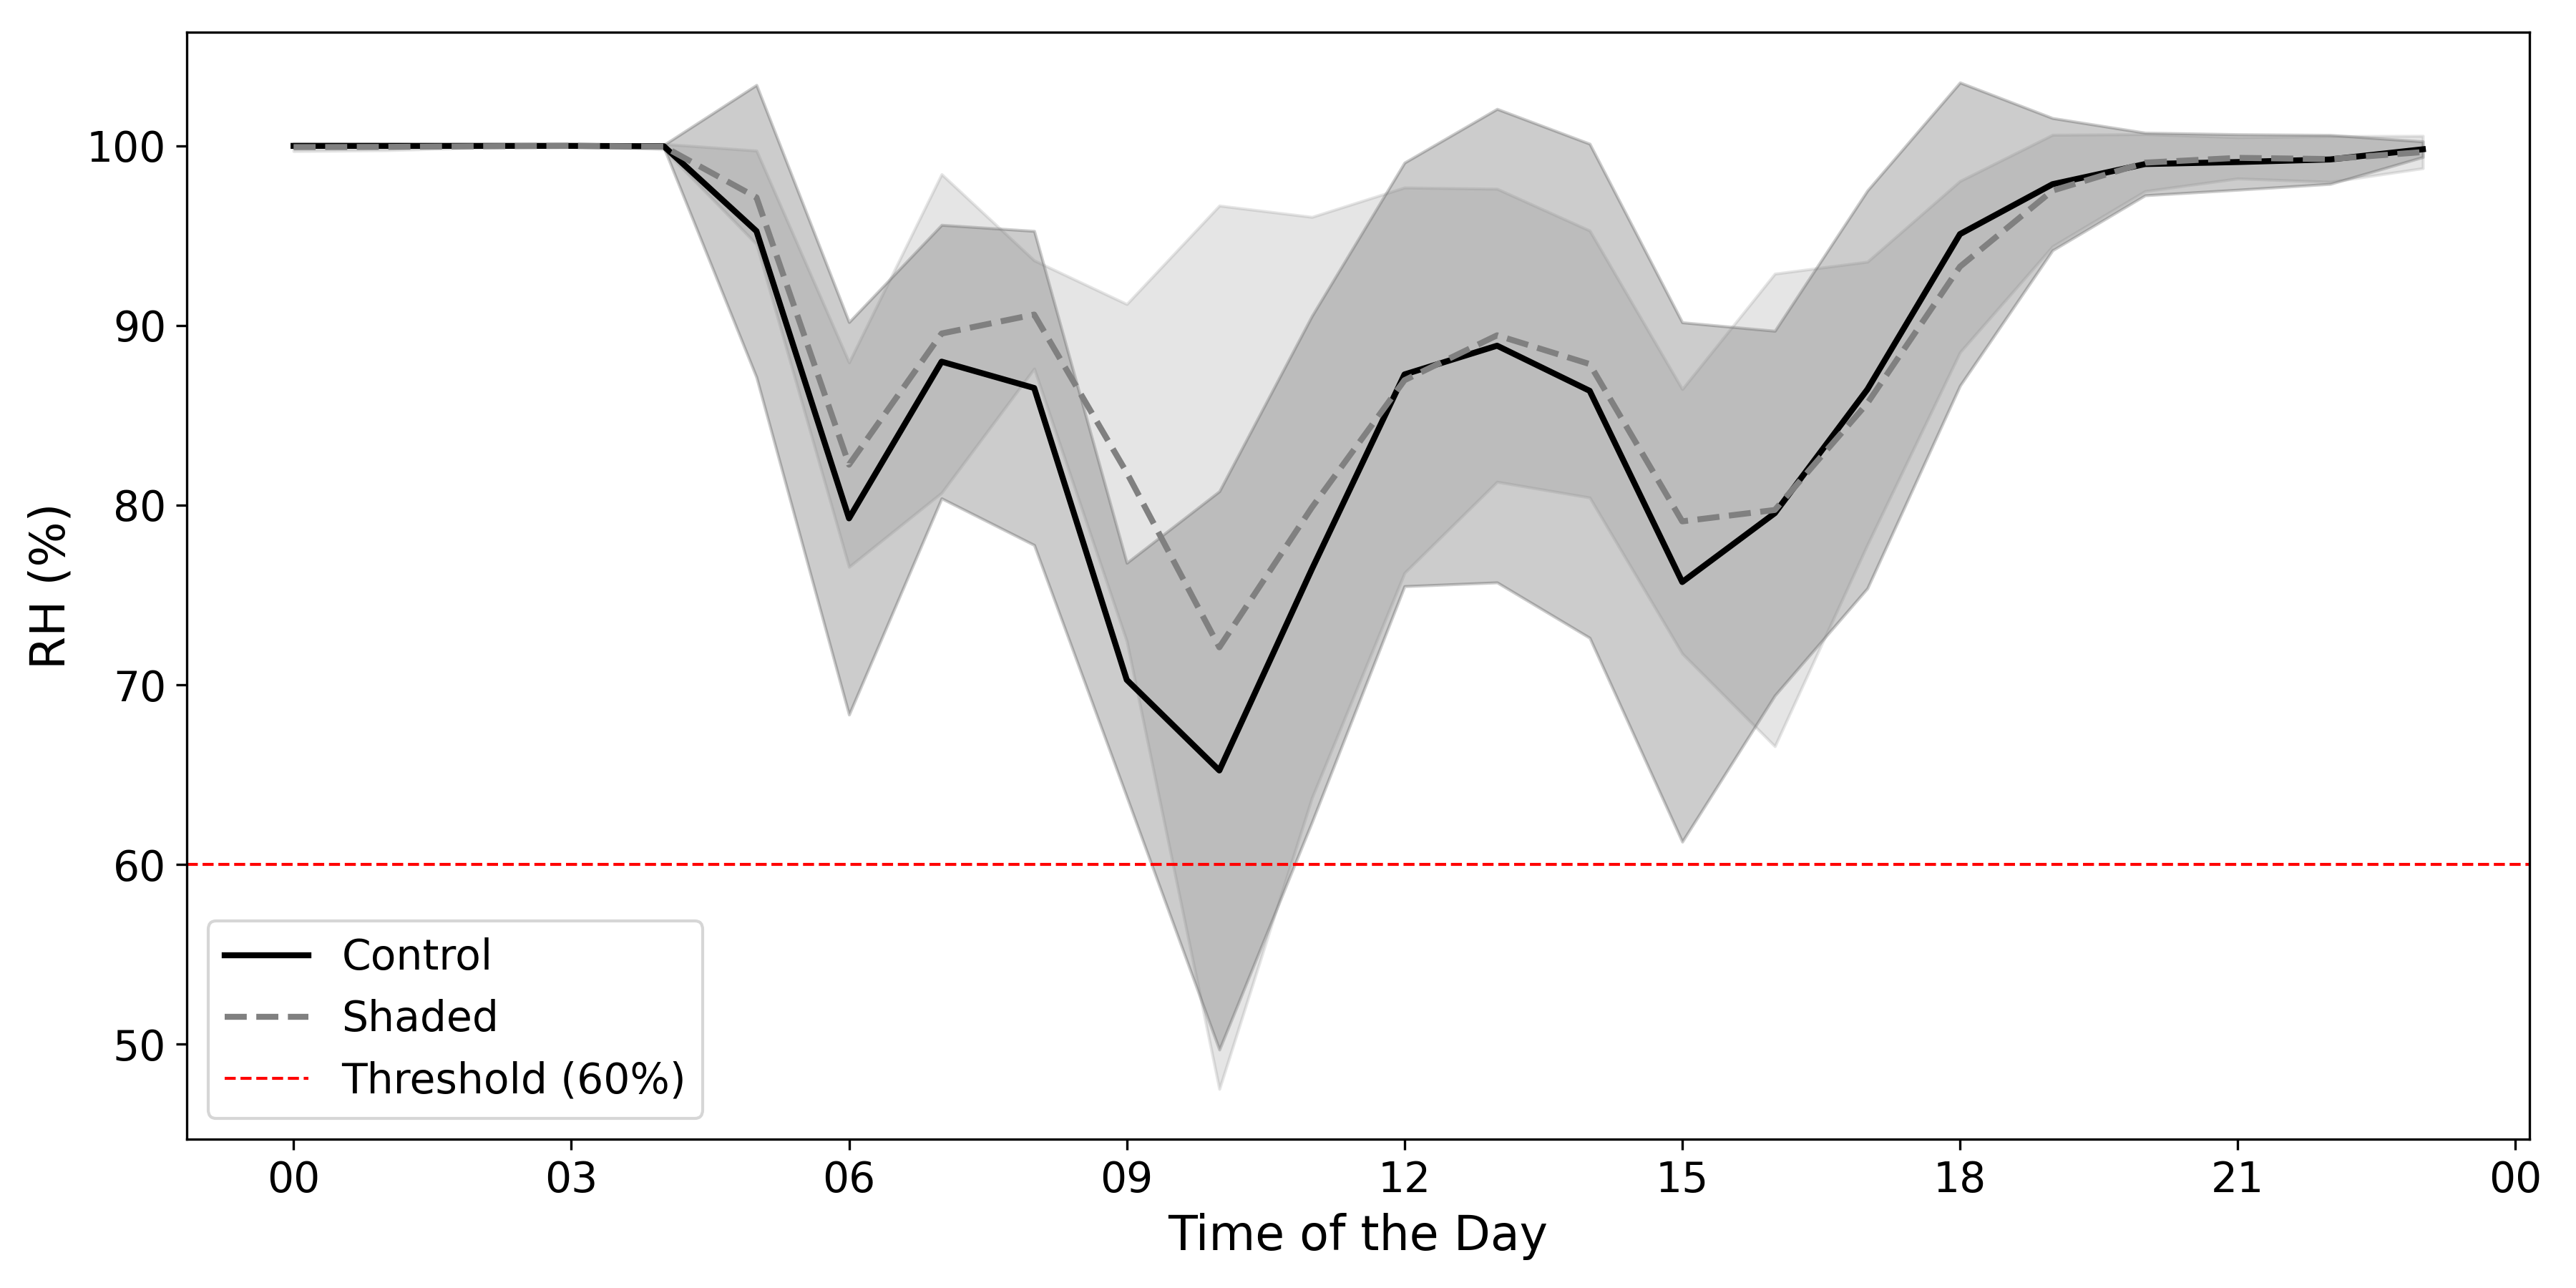 RH (%)
100
90
80
70
60
50
Control
Shaded
Threshold (60%)
00 03 06 09 12 15 18 21 00
Time of the Day